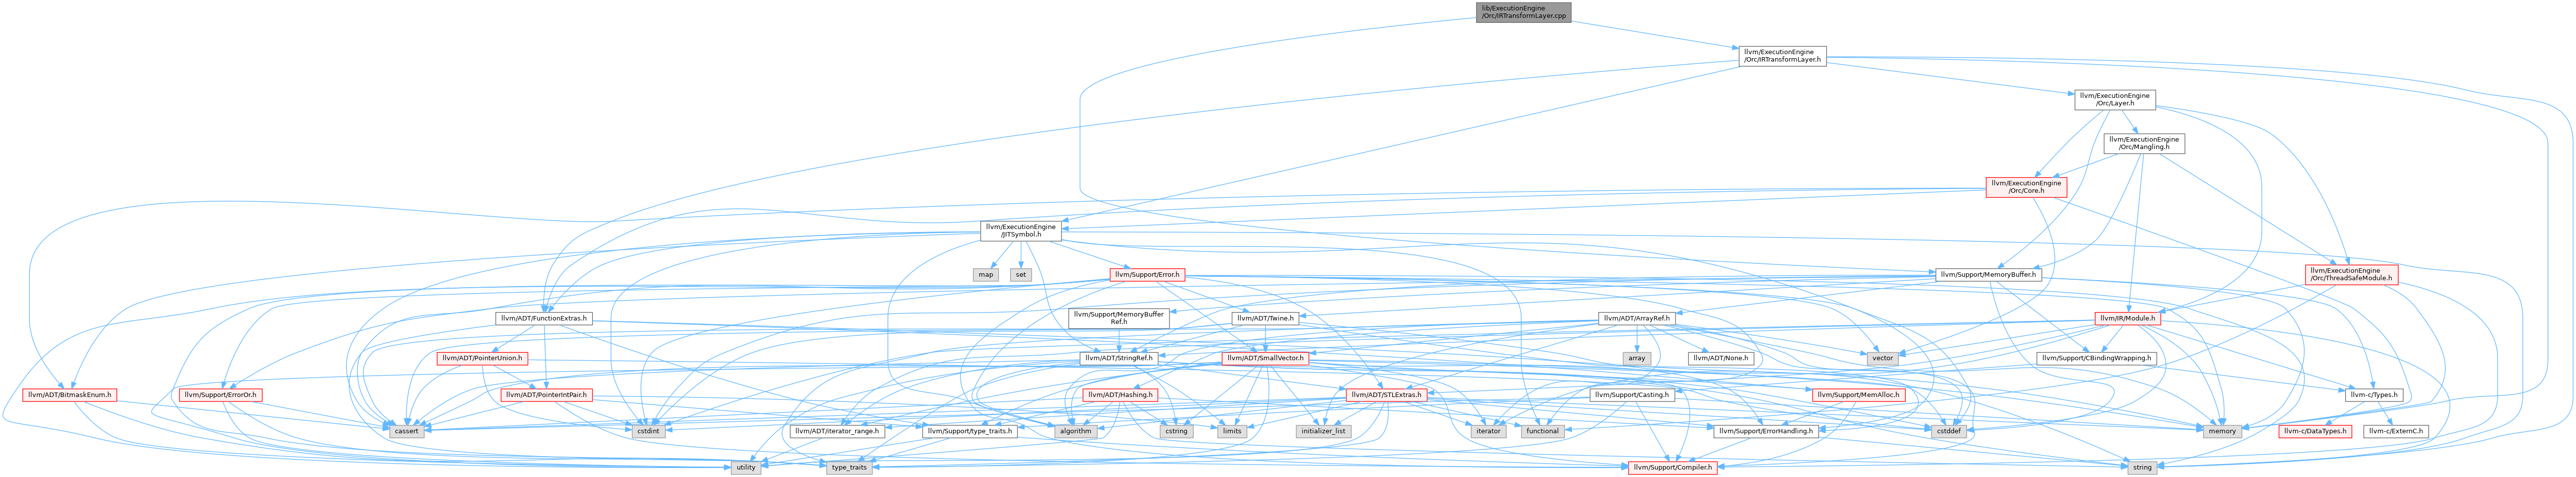 lib/ExecutionEngine
/Orc/IRTransformLayer.cpp
llvm/ExecutionEngine
/Orc/IRTransformLayer.h
llvm/ExecutionEngine
/Orc/Layer.h
llvm/ExecutionEngine
/Orc/Mangling.h
llvm/ExecutionEngine
/Orc/Core.h
llvm/ExecutionEngine
/JITSymbol.h
map
set
llvm/Support/Error.h
llvm/Support/MemoryBuffer.h
llvm/ExecutionEngine
/Orc/ThreadSafeModule.h
llvm/ADT/FunctionExtras.h
llvm/Support/MemoryBuffer
Ref.h
llvm/ADT/Twine.h
llvm/ADT/ArrayRef.h
llvm/IR/Module.h
llvm/ADT/PointerUnion.h
llvm/ADT/StringRef.h
llvm/ADT/SmallVector.h
array
llvm/ADT/None.h
vector
llvm/Support/CBindingWrapping.h
llvm/ADT/BitmaskEnum.h
llvm/Support/ErrorOr.h
llvm/ADT/PointerIntPair.h
llvm/ADT/Hashing.h
llvm/ADT/STLExtras.h
llvm/Support/Casting.h
llvm/Support/MemAlloc.h
llvm-c/Types.h
cassert
cstdint
llvm/ADT/iterator_range.h
llvm/Support/type_traits.h
algorithm
cstring
limits
initializer_list
iterator
functional
llvm/Support/ErrorHandling.h
cstddef
memory
llvm-c/DataTypes.h
llvm-c/ExternC.h
utility
type_traits
llvm/Support/Compiler.h
string